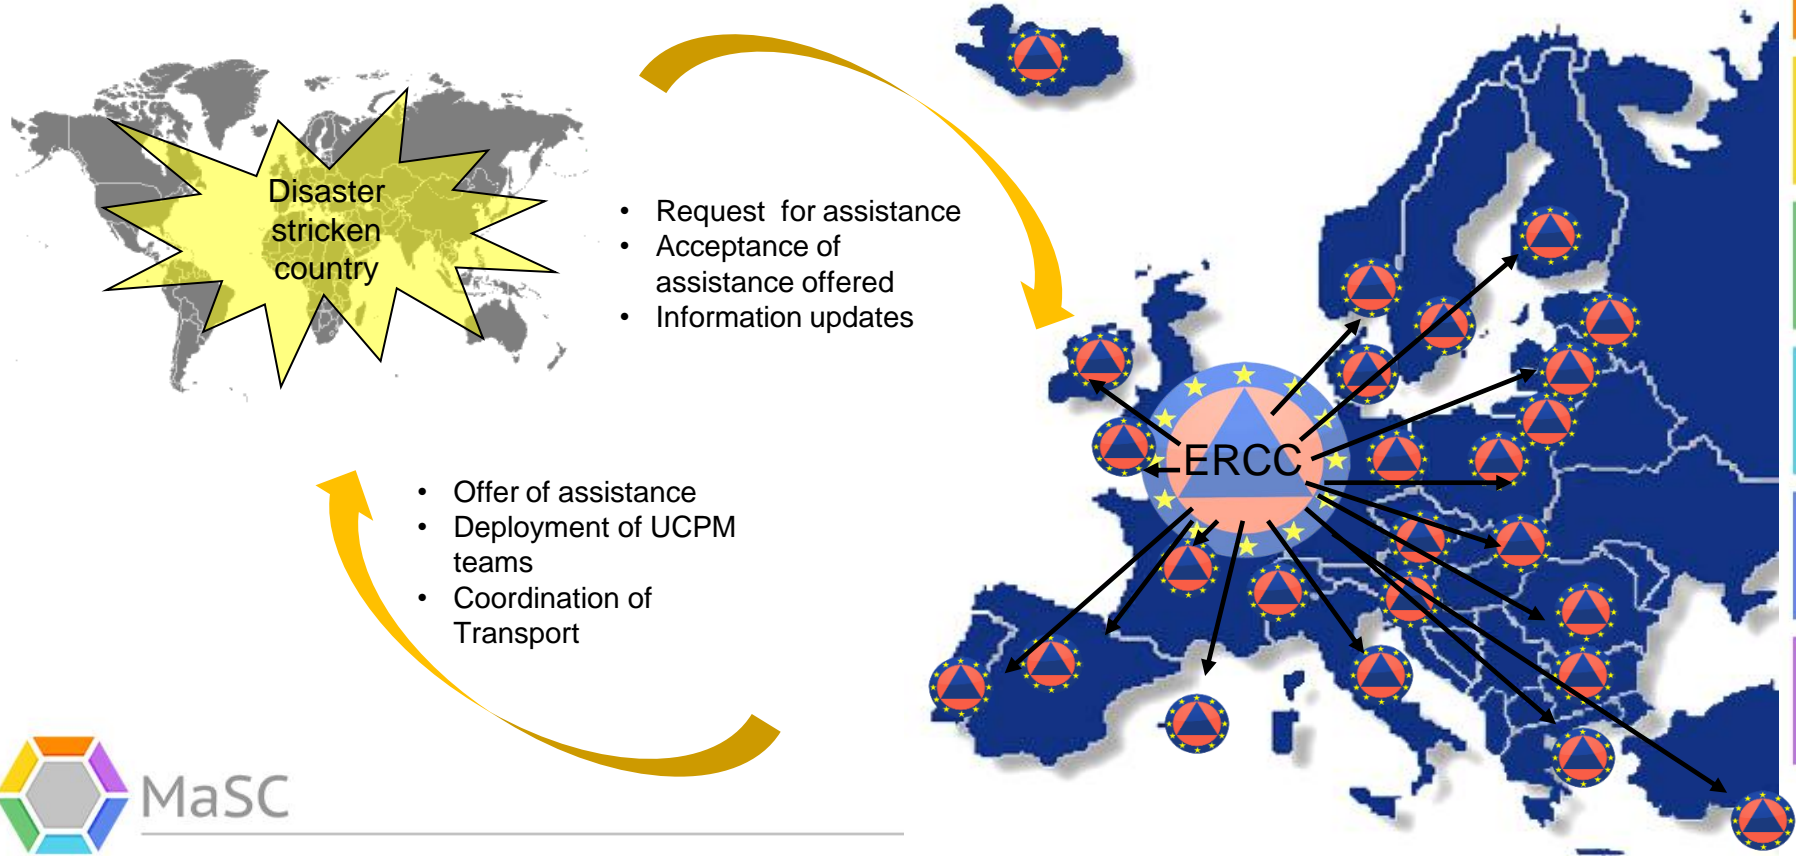 Disaster
stricken
country
• Request for assistance
• Acceptance of
assistance offered
• Information updates
ERCC
• Offer of assistance
• Deployment of UCPM
teams
• Coordination of
Transport
MaSC